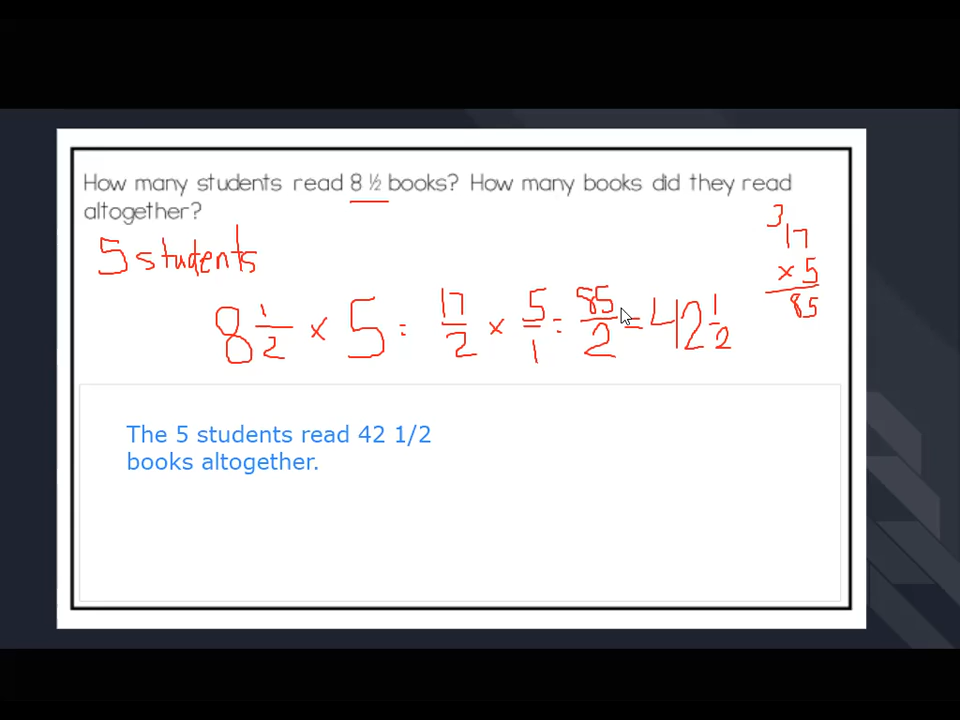 How many students read 8 ½ books? How many books did they read
altogether?
5 students
3
17
x 5
85
8 1/2 x 5 = 17/2 x 5/1 = 85/2 = 42 1/2
The 5 students read 42 1/2
books altogether.